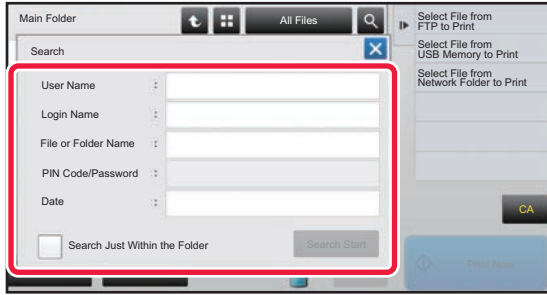 Main Folder
All Files
Search
User Name :
Login Name :
File or Folder Name :
PIN Code/Password :
Date :
Search Just Within the Folder
Search Start
Select File from
FTP to Print
Select File from
USB Memory to Print
Select File from
Network Folder to Print
CA
Print Now